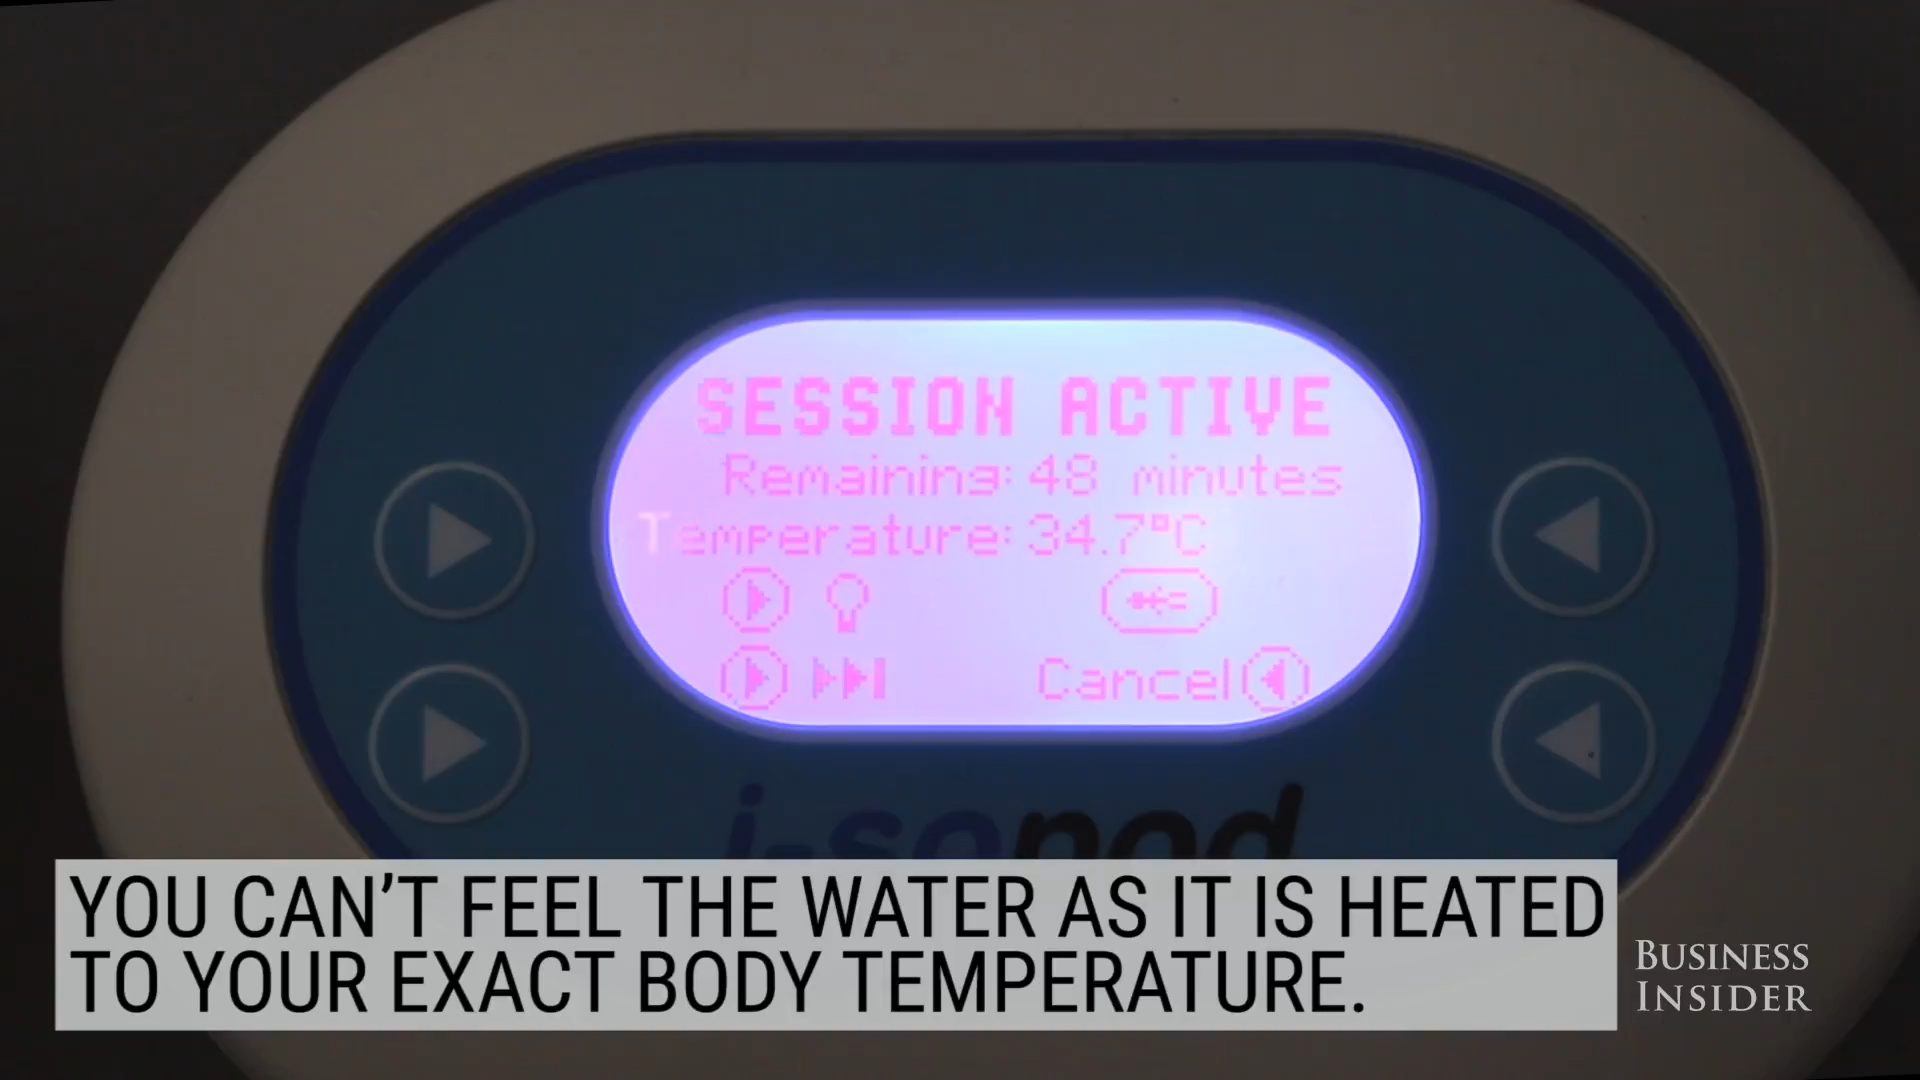 SESSION ACTIVE
Remaining: 48 minutes
Temperature: 34.7°C
Cancel
i-sopod
YOU CAN'T FEEL THE WATER AS IT IS HEATED
TO YOUR EXACT BODY TEMPERATURE.
BUSINESS
INSIDER